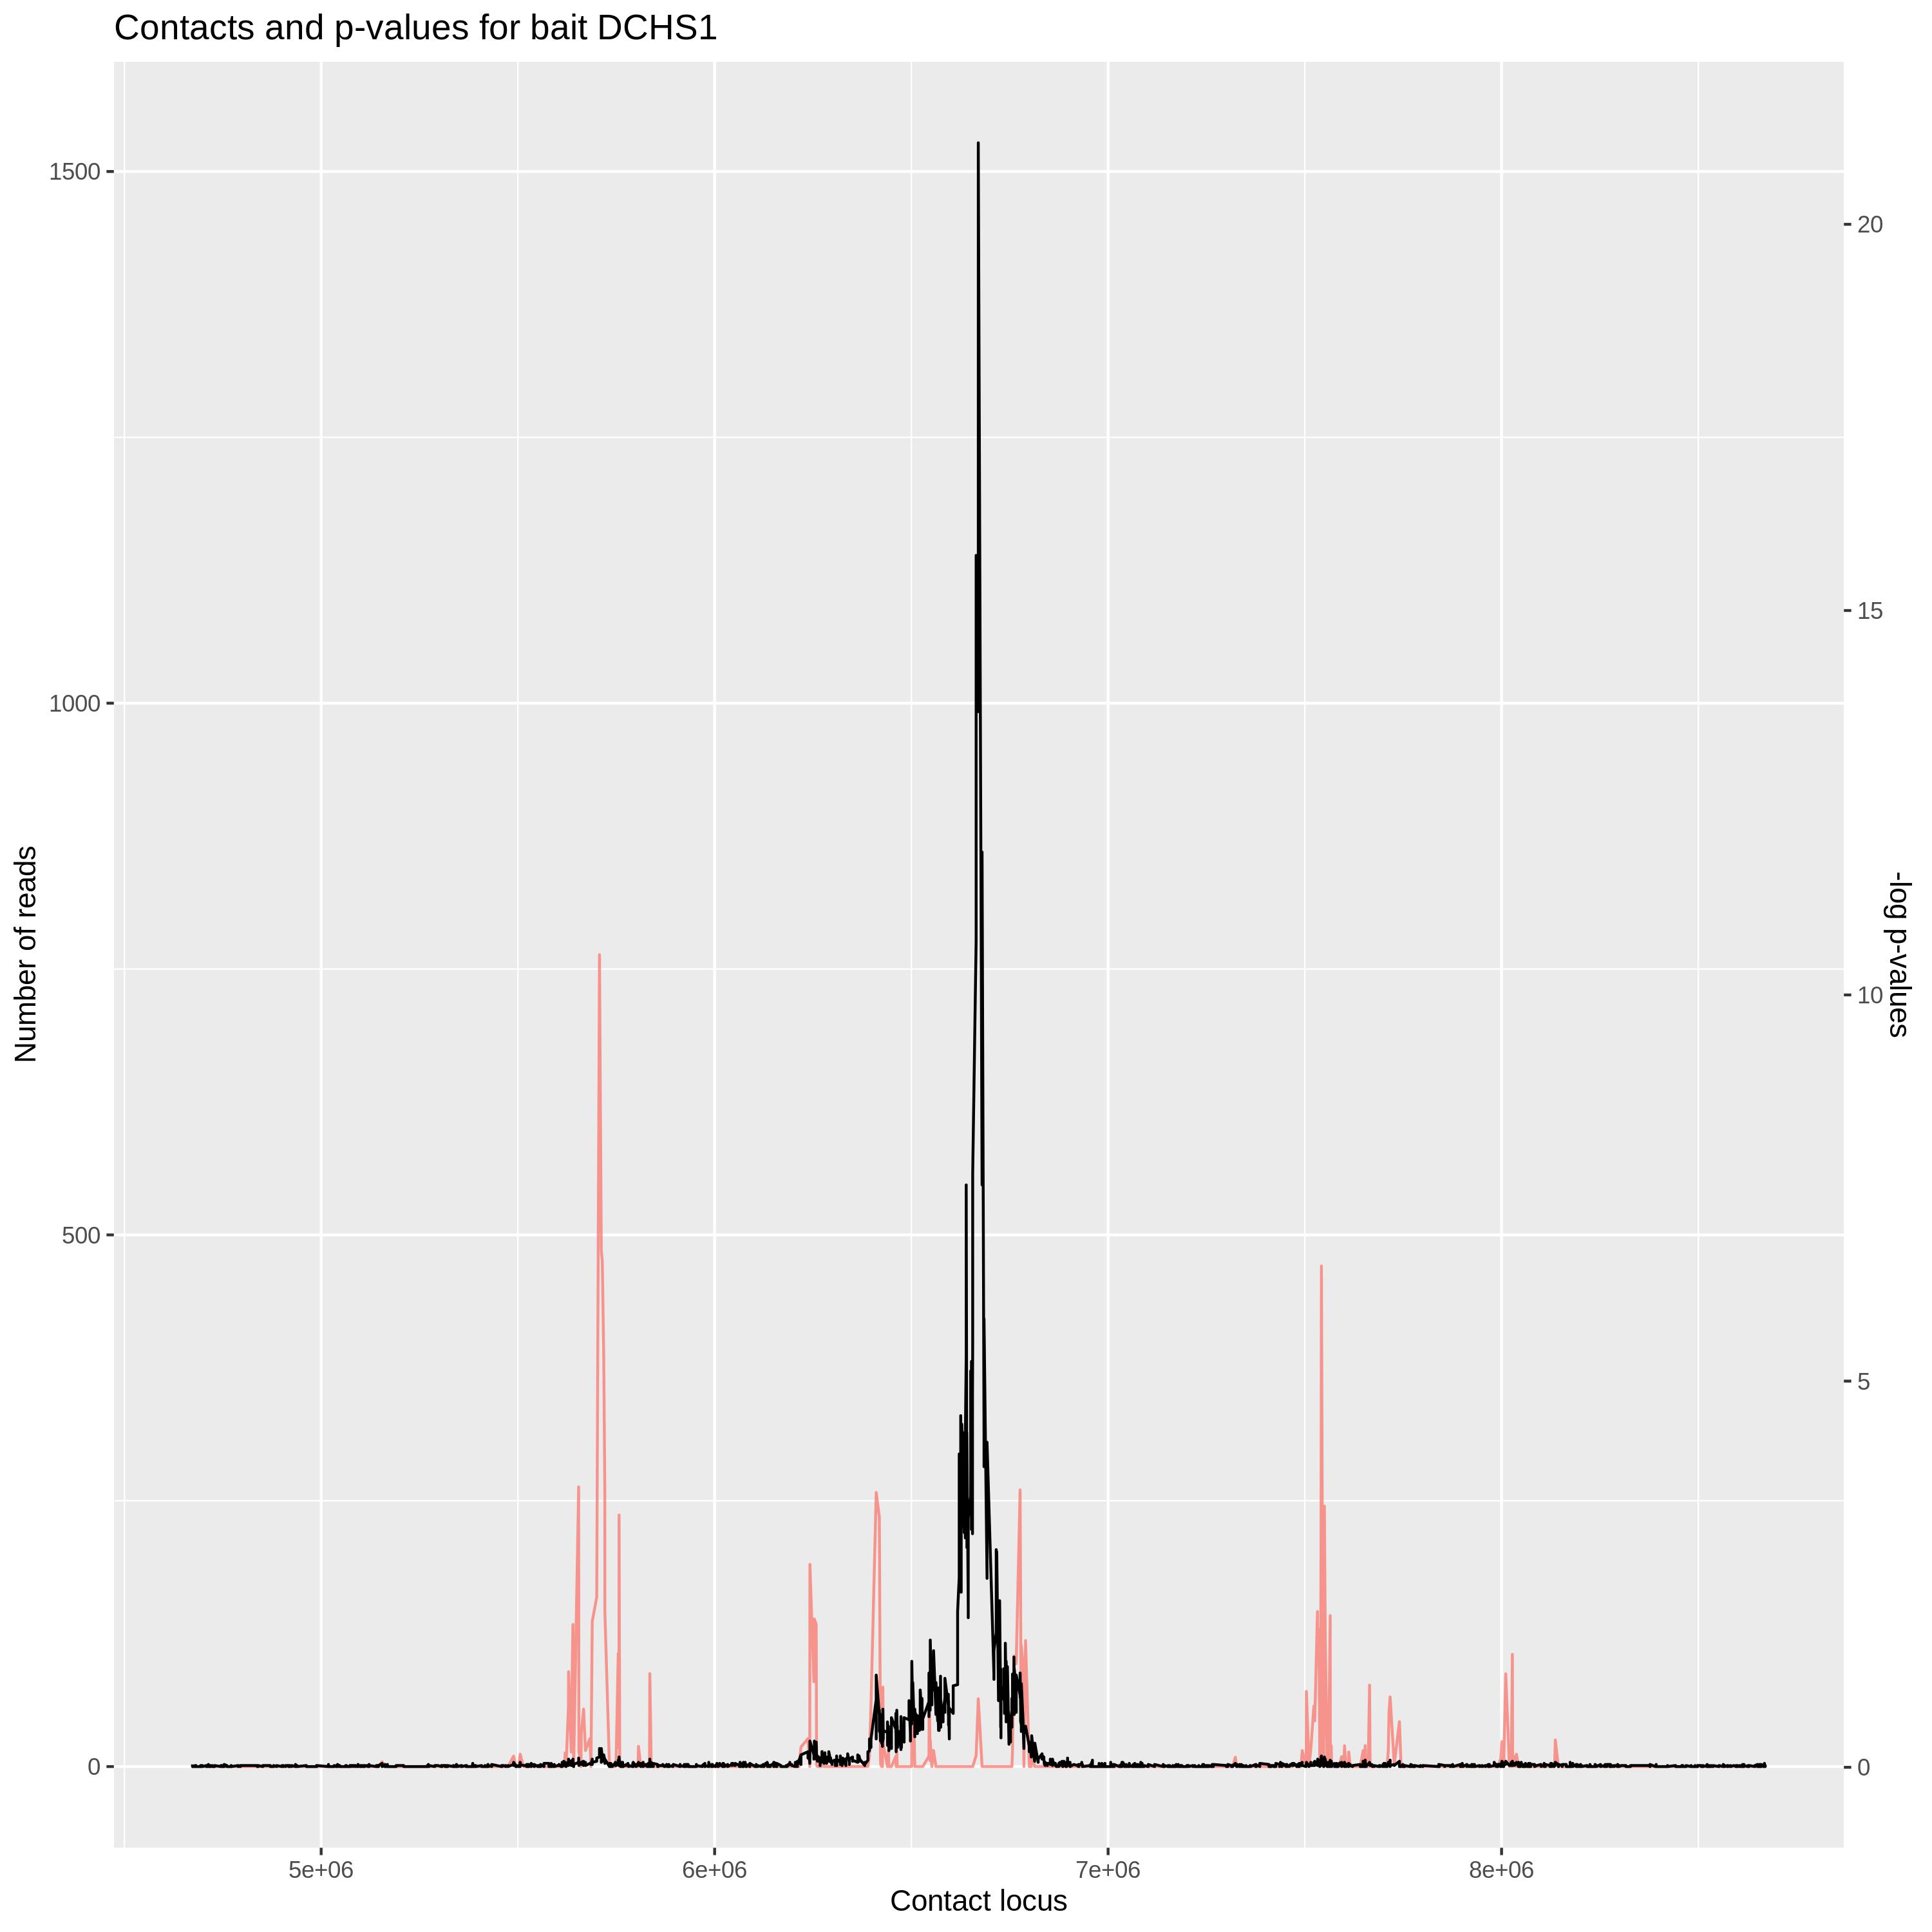 Contacts and p-values for bait DCHS1
1500
1000
500
0
Number of reads
20
15
10
5
0
-log p-values
5e+06
6e+06
7e+06
8e+06
Contact locus